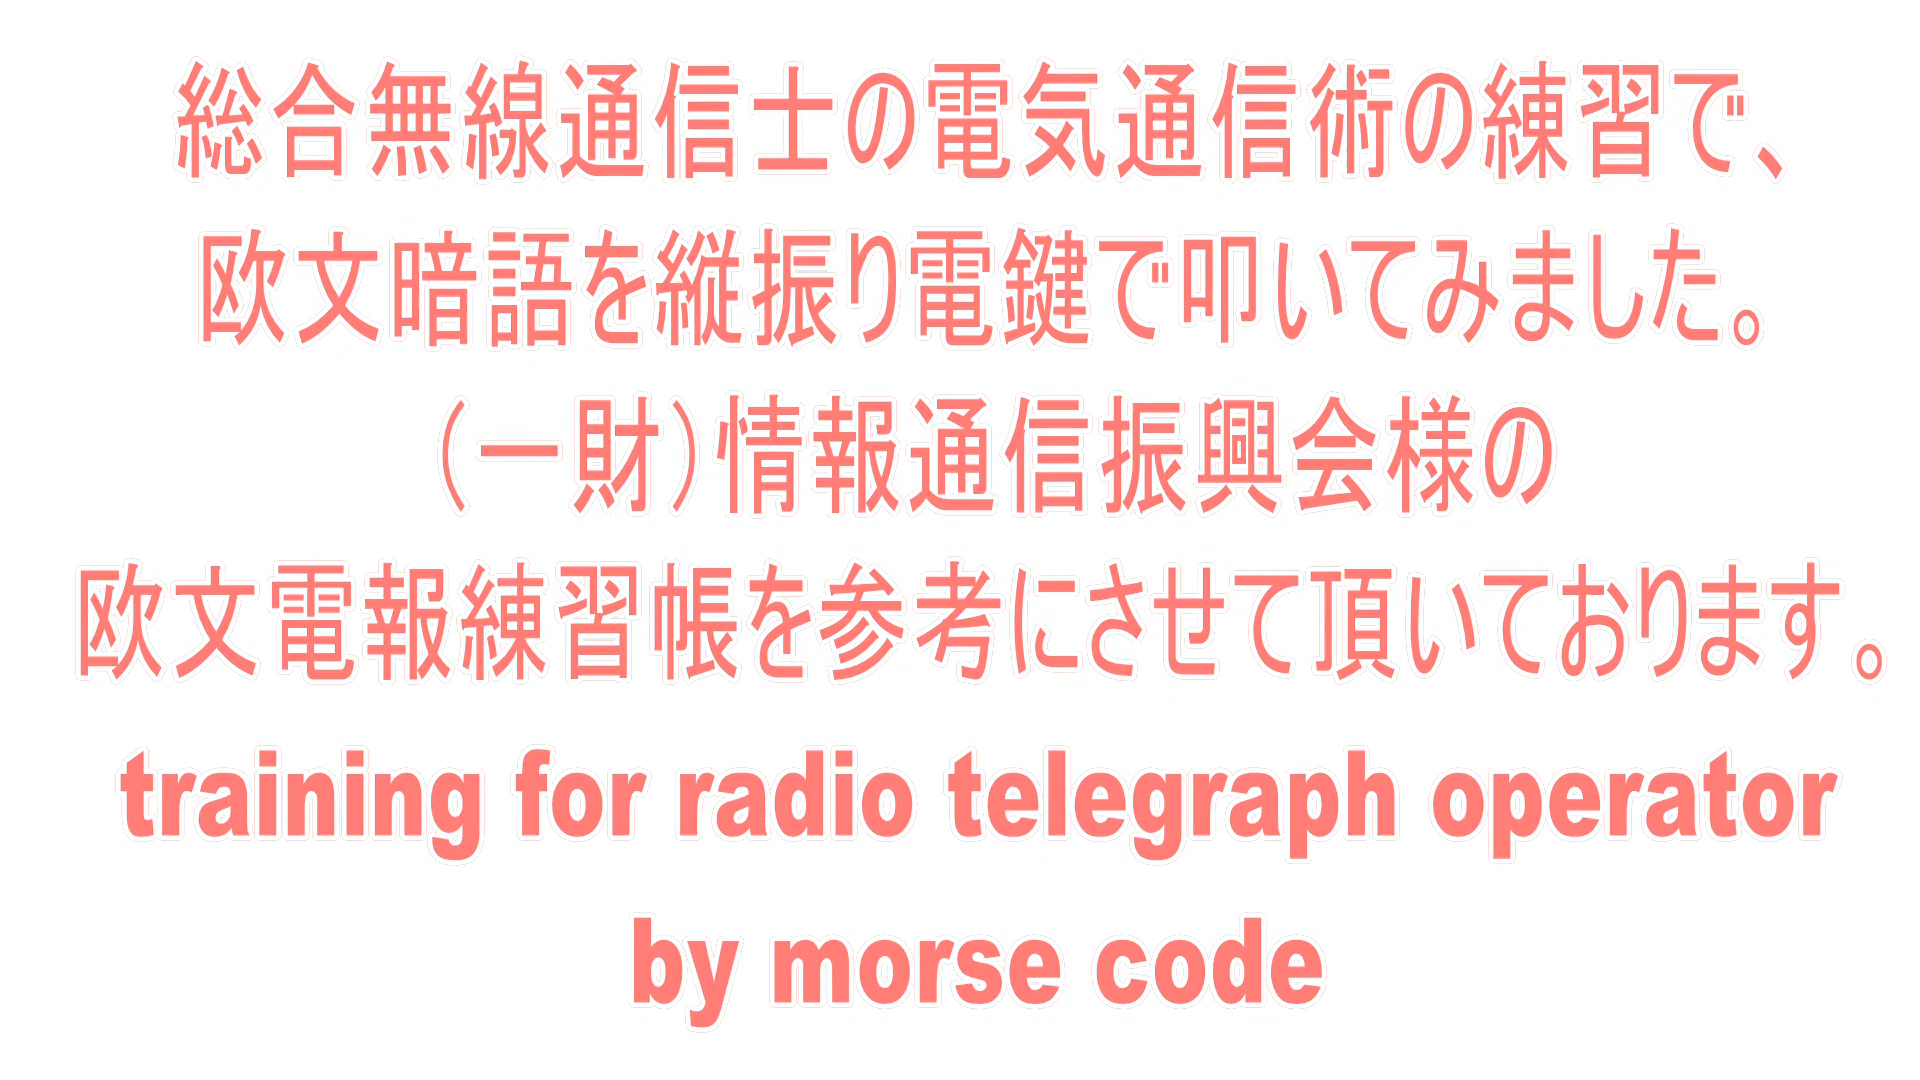 総合無線通信士の電気通信術の練習で、
欧文暗語を縦振り電鍵で叩いてみました。
（一財）情報通信振興会様の
欧文電報練習帳を参考にさせて頂いております。
training for radio telegraph operator
by morse code